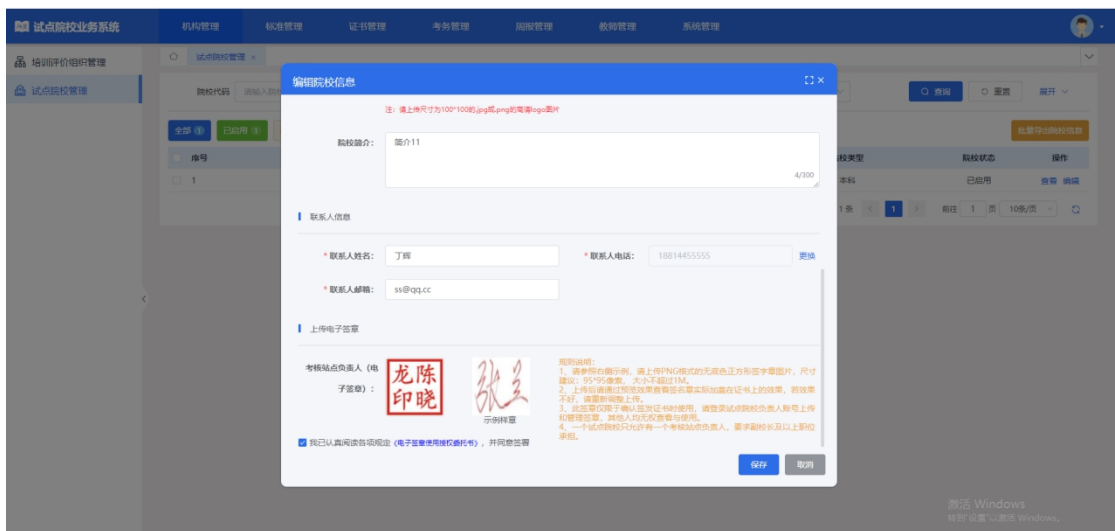 试点院校业务系统
机构管理 标准管理 证书管理 考务管理 周报管理 教师管理 系统管理
培训评价组织管理
试点院校管理
试点院校管理 ×
院校代码
查询 重置 展开
全部 1 已启用
批量导出院校信息
序号 院校状态 操作
1 本科 已启用 查看 编辑
1 条 1 前往 1 页 10条/页
编辑院校信息
注：请上传尺寸为100*100的.jpg或.png的高清logo图片
院校简介： 简介11
4/300
联系人信息
* 联系人姓名： 丁辉 * 联系人电话： 18814455555 更换
* 联系人邮箱： ss@qq.cc
上传电子签章
考核站点负责人（电
子签章）：
龙陈
印晓
示例样章
规则说明：
1、请参照右侧示例，请上传PNG格式的无底色正方形签字章图片，尺寸
建议：95*95像素， 大小不超过1M。
2、上传后请通过预览效果查看签名章实际加盖在证书上的效果，若效果
不好，请重新调整上传。
3、此签章仅限于确认签发证书时使用，请登录试点院校负责人账号上传
和管理签章，其他人均无权查看与使用。
4、一个试点院校只允许有一个考核站点负责人，要求副校长及以上职位
承担。
我已认真阅读各项规定《电子签章使用授权委托书》，并同意签署
保存 取消
激活 Windows
转到"设置"以激活 Windows。